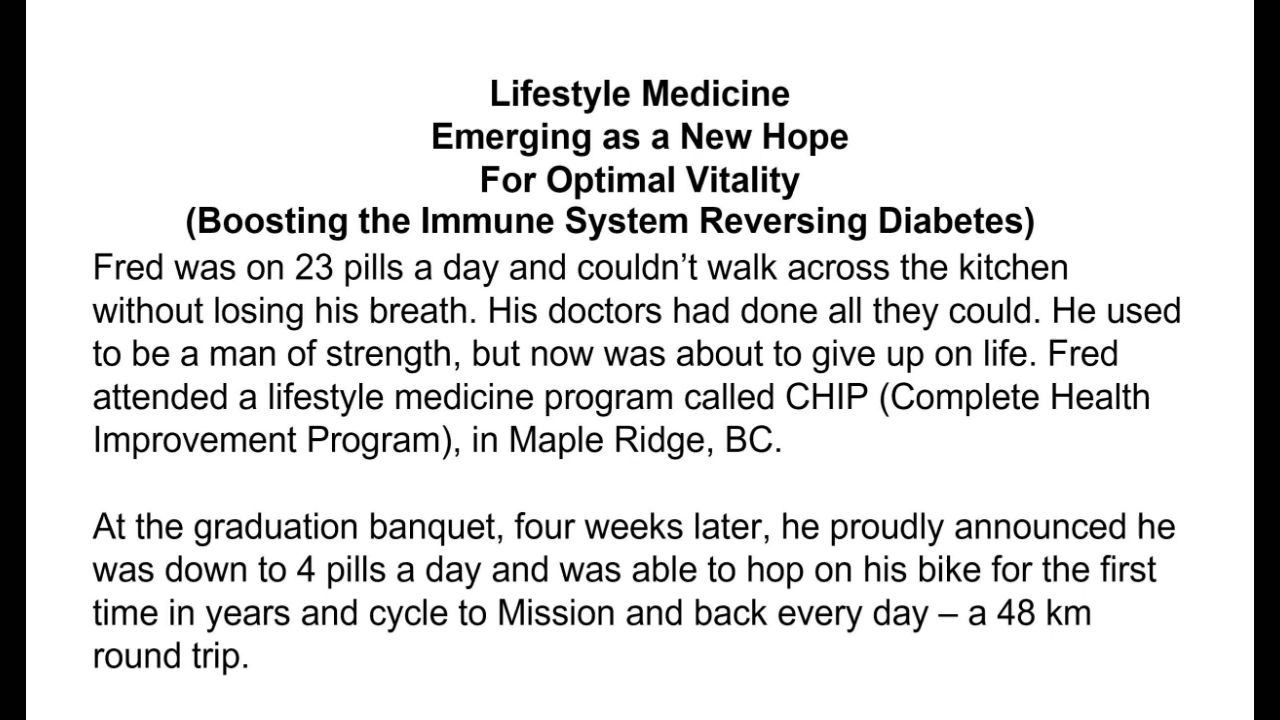 Lifestyle Medicine
Emerging as a New Hope
For Optimal Vitality
(Boosting the Immune System Reversing Diabetes)
Fred was on 23 pills a day and couldn’t walk across the kitchen
without losing his breath. His doctors had done all they could. He used
to be a man of strength, but now was about to give up on life. Fred
attended a lifestyle medicine program called CHIP (Complete Health
Improvement Program), in Maple Ridge, BC.
At the graduation banquet, four weeks later, he proudly announced he
was down to 4 pills a day and was able to hop on his bike for the first
time in years and cycle to Mission and back every day – a 48 km
round trip.